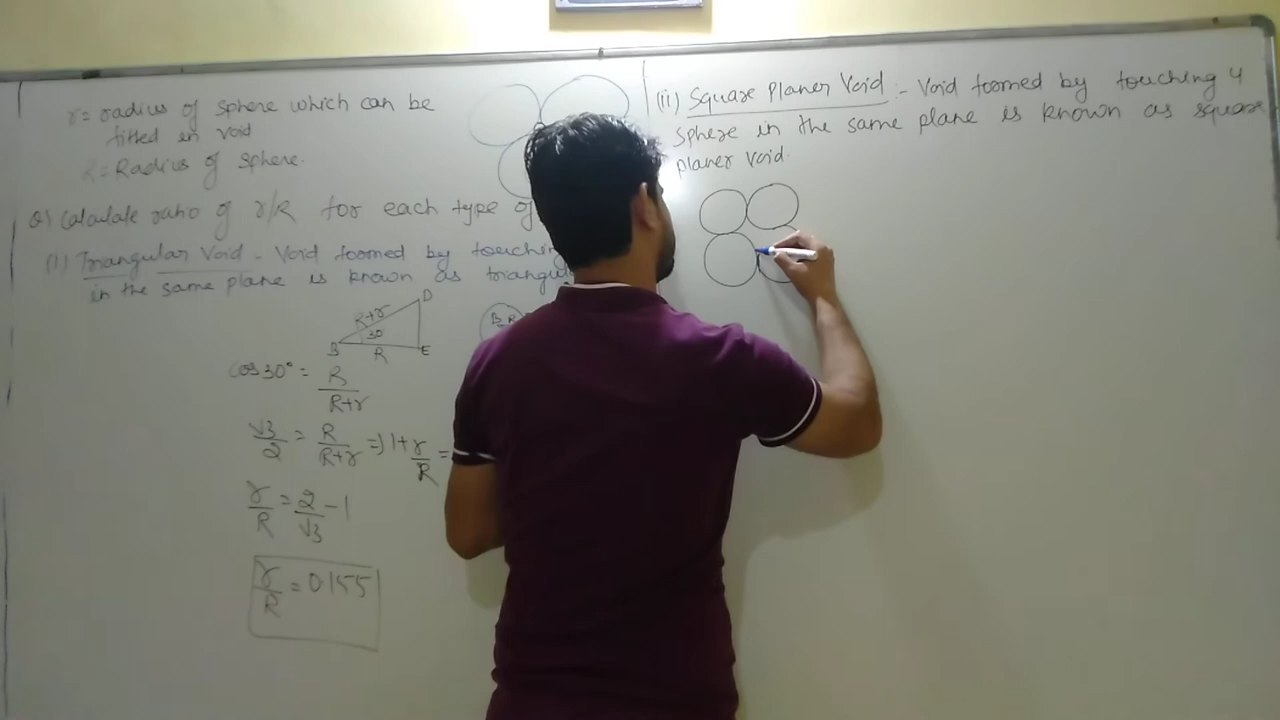 r = radius of sphere which can be
fitted in void
R = Radius of sphere.
Q) Calculate ratio of r/R for each type of
(i) Triangular Void - Void formed by touching
in the same plane is known as
R+r
30
B
R
E
D
B R
cos30° = R/R+r
√3/2 = R/R+r => 1+r/R =
r/R = 2/√3 - 1
r/R = 0.155
(ii) Square Planer Void :- Void formed by touching 4
sphere in the same plane is known as square
planer void.